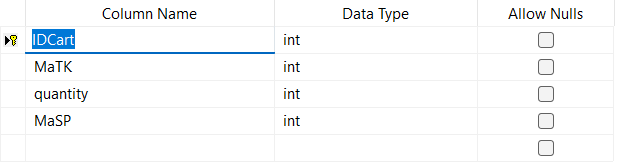 Column Name Data Type Allow Nulls
IDCart int
MaTK int
quantity int
MaSP int